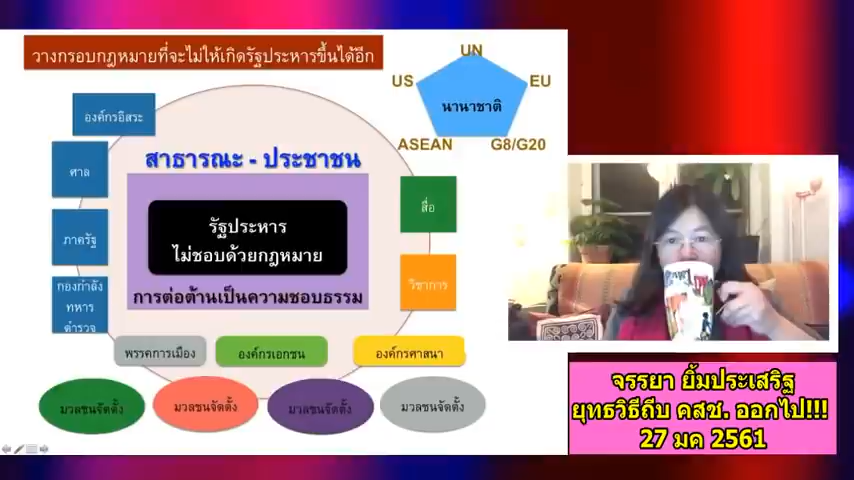 วางกรอบกฎหมายที่จะไม่ให้เกิดรัฐประหารขึ้นได้อีก
UN
US
EU
นานาชาติ
ASEAN
G8/G20
องค์กรอิสระ
สาธารณะ - ประชาชน
ศาล
สื่อ
รัฐประหาร
ไม่ชอบด้วยกฎหมาย
ภาครัฐ
วิชาการ
กองกำลัง
ทหาร
ตำรวจ
การต่อต้านเป็นความชอบธรรม
พรรคการเมือง
องค์กรเอกชน
องค์กรศาสนา
มวลชนจัดตั้ง
มวลชนจัดตั้ง
มวลชนจัดตั้ง
มวลชนจัดตั้ง
จรรยา ยิ้มประเสริฐ
ยุทธวิธีถีบ คสช. ออกไป!!!
27 มค 2561